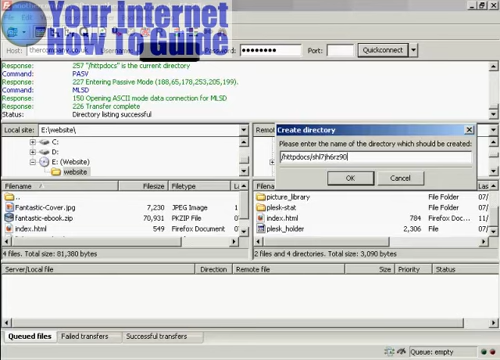 Your Internet
How To Guide
Host:
Password: ●●●●●●●● Port: Quickconnect
Response: 257 "/httpdocs" is the current directory
Command: PASV
Response: 227 Entering Passive Mode (188,65,178,253,205,199).
Command: MLSD
Response: 150 Opening ASCII mode data connection for MLSD
Response: 226 Transfer complete
Status: Directory listing successful
Local site: E:\website\
C:
D:
E: (Website)
website
Create directory
Please enter the name of the directory which should be created:
OK Cancel
Filename Filesize Filetype
..
Fantastic-Cover.jpg 7,230 JPEG Image
fantastic-ebook.zip 70,931 PKZIP File
index.html 549 Firefox Document
4 files. Total size: 81,380 bytes
picture_library File Folder 07/
plesk-stat File Folder 07/
index.html 784 Firefox Doc... 07/
plesk_holder 2,306 File 07/
2 files and 4 directories. Total size: 3,090 bytes
Server/Local file Direction Remote file Size Priority Status
Queued files Failed transfers Successful transfers
Queue: empty